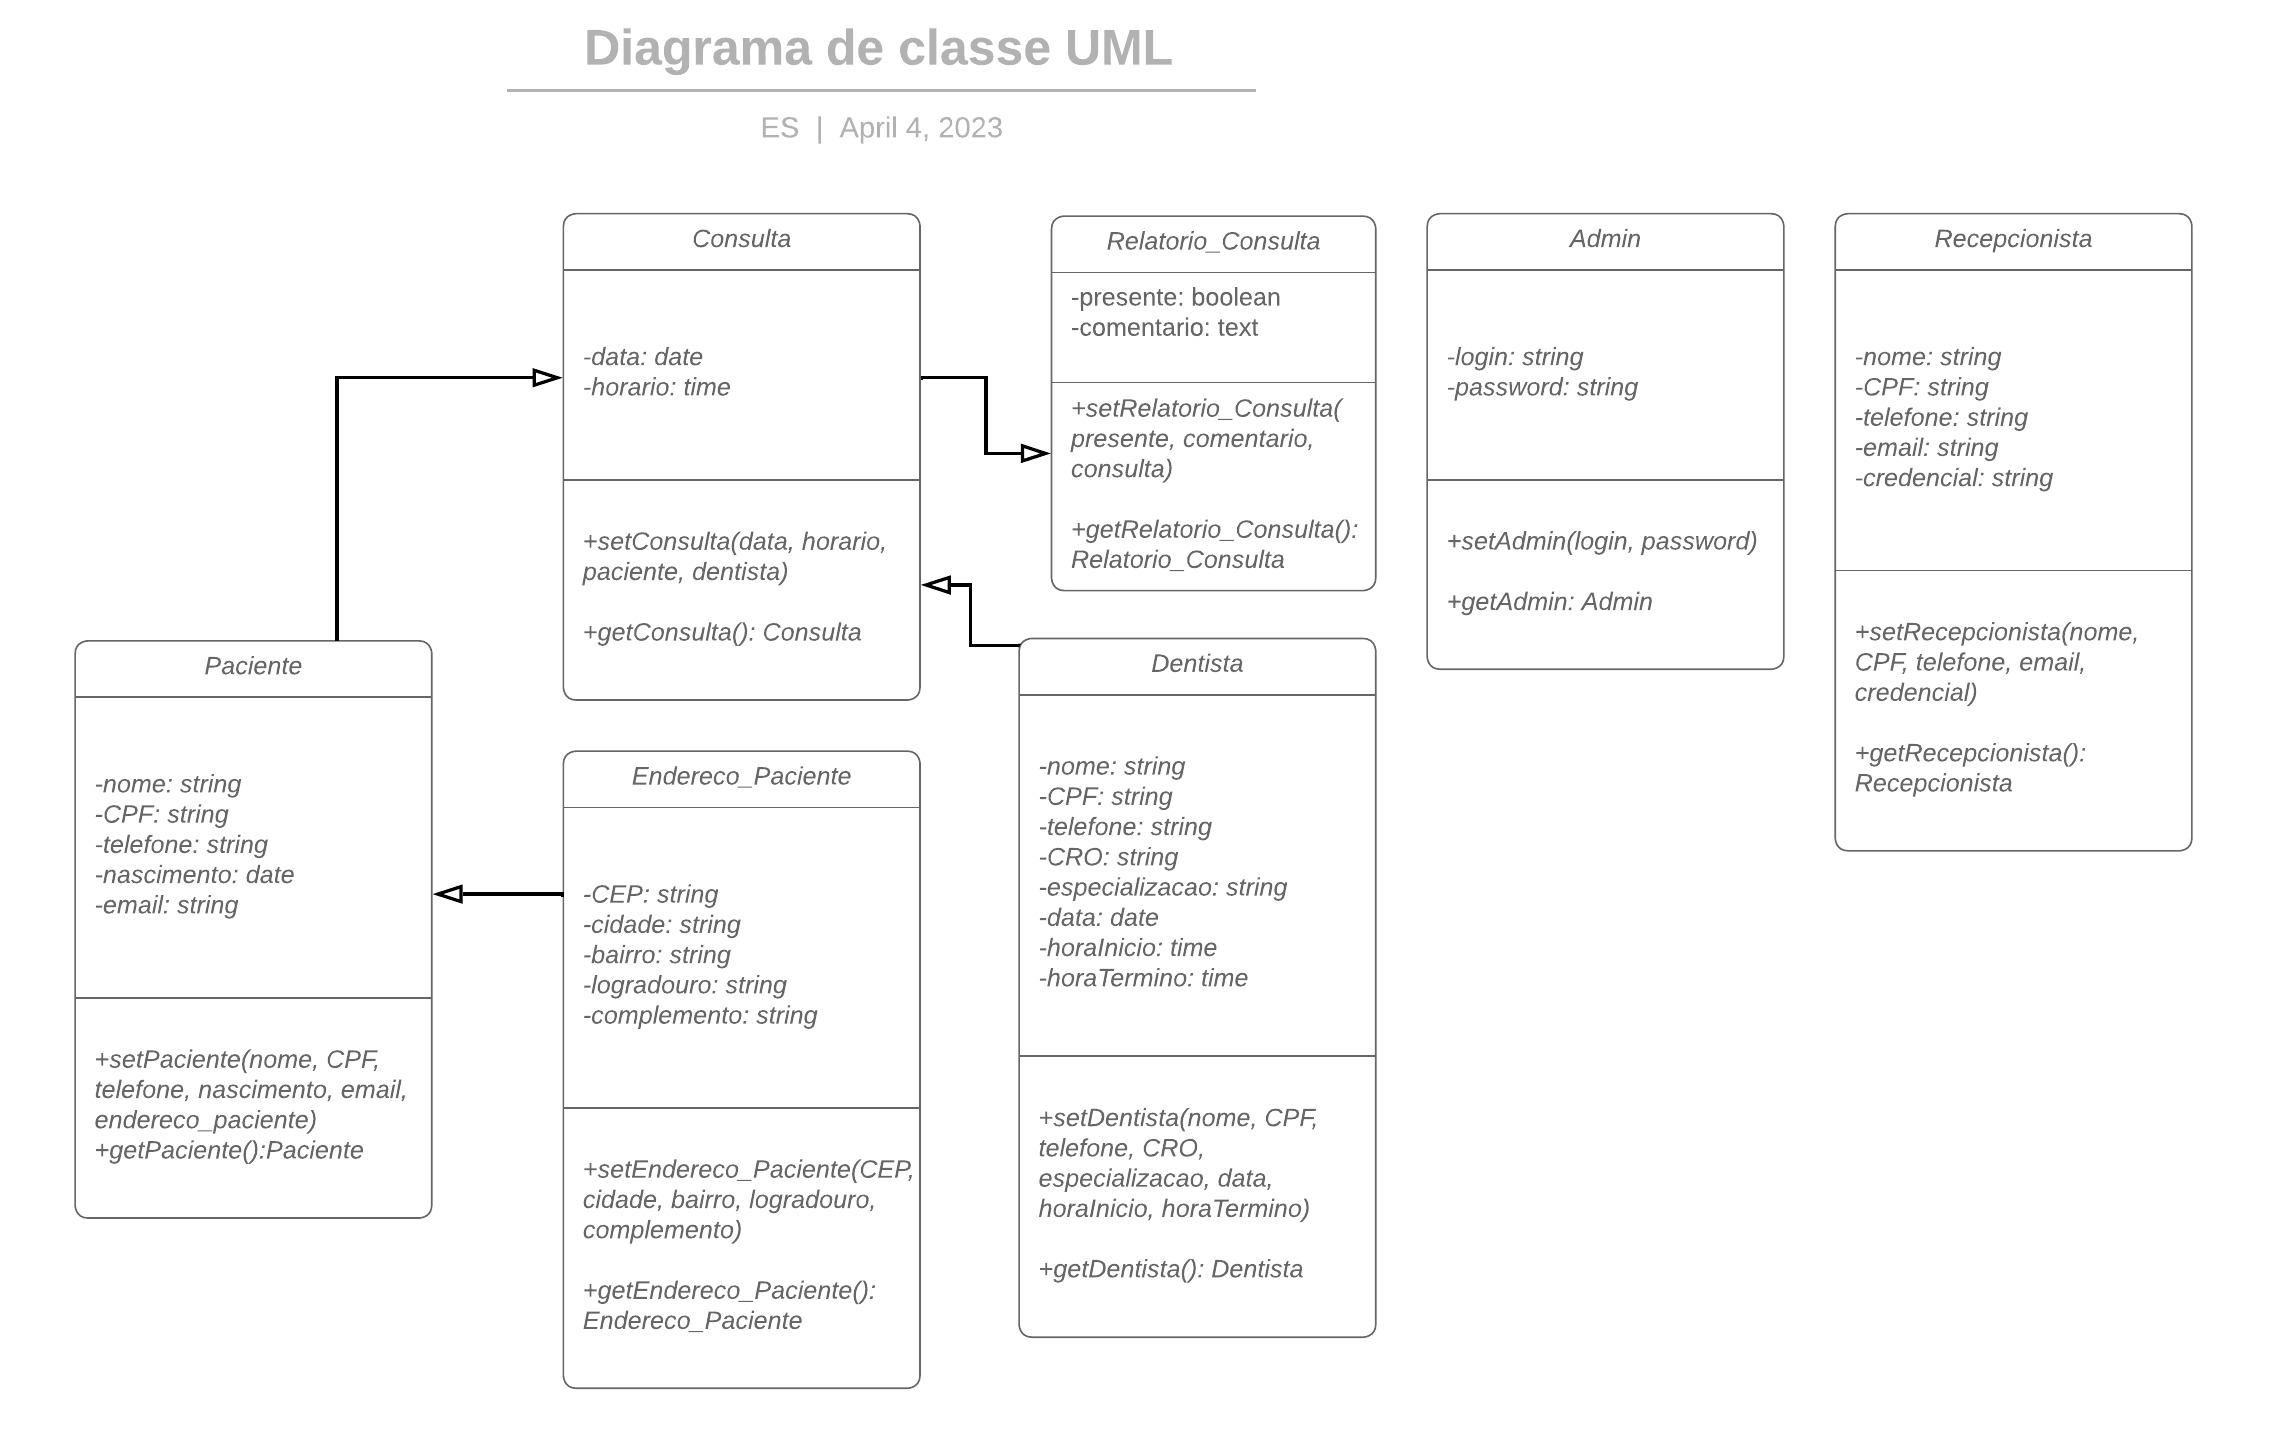 Diagrama de classe UML
ES | April 4, 2023
Consulta
-data: date
-horario: time
+setConsulta(data, horario,
paciente, dentista)
+getConsulta(): Consulta
Relatorio_Consulta
-presente: boolean
-comentario: text
+setRelatorio_Consulta(
presente, comentario,
consulta)
+getRelatorio_Consulta():
Relatorio_Consulta
Admin
-login: string
-password: string
+setAdmin(login, password)
+getAdmin: Admin
Recepcionista
-nome: string
-CPF: string
-telefone: string
-email: string
-credencial: string
+setRecepcionista(nome,
CPF, telefone, email,
credencial)
+getRecepcionista():
Recepcionista
Paciente
-nome: string
-CPF: string
-telefone: string
-nascimento: date
-email: string
+setPaciente(nome, CPF,
telefone, nascimento, email,
endereco_paciente)
+getPaciente():Paciente
Endereco_Paciente
-CEP: string
-cidade: string
-bairro: string
-logradouro: string
-complemento: string
+setEndereco_Paciente(CEP,
cidade, bairro, logradouro,
complemento)
+getEndereco_Paciente():
Endereco_Paciente
Dentista
-nome: string
-CPF: string
-telefone: string
-CRO: string
-especializacao: string
-data: date
-horaInicio: time
-horaTermino: time
+setDentista(nome, CPF,
telefone, CRO,
especializacao, data,
horaInicio, horaTermino)
+getDentista(): Dentista